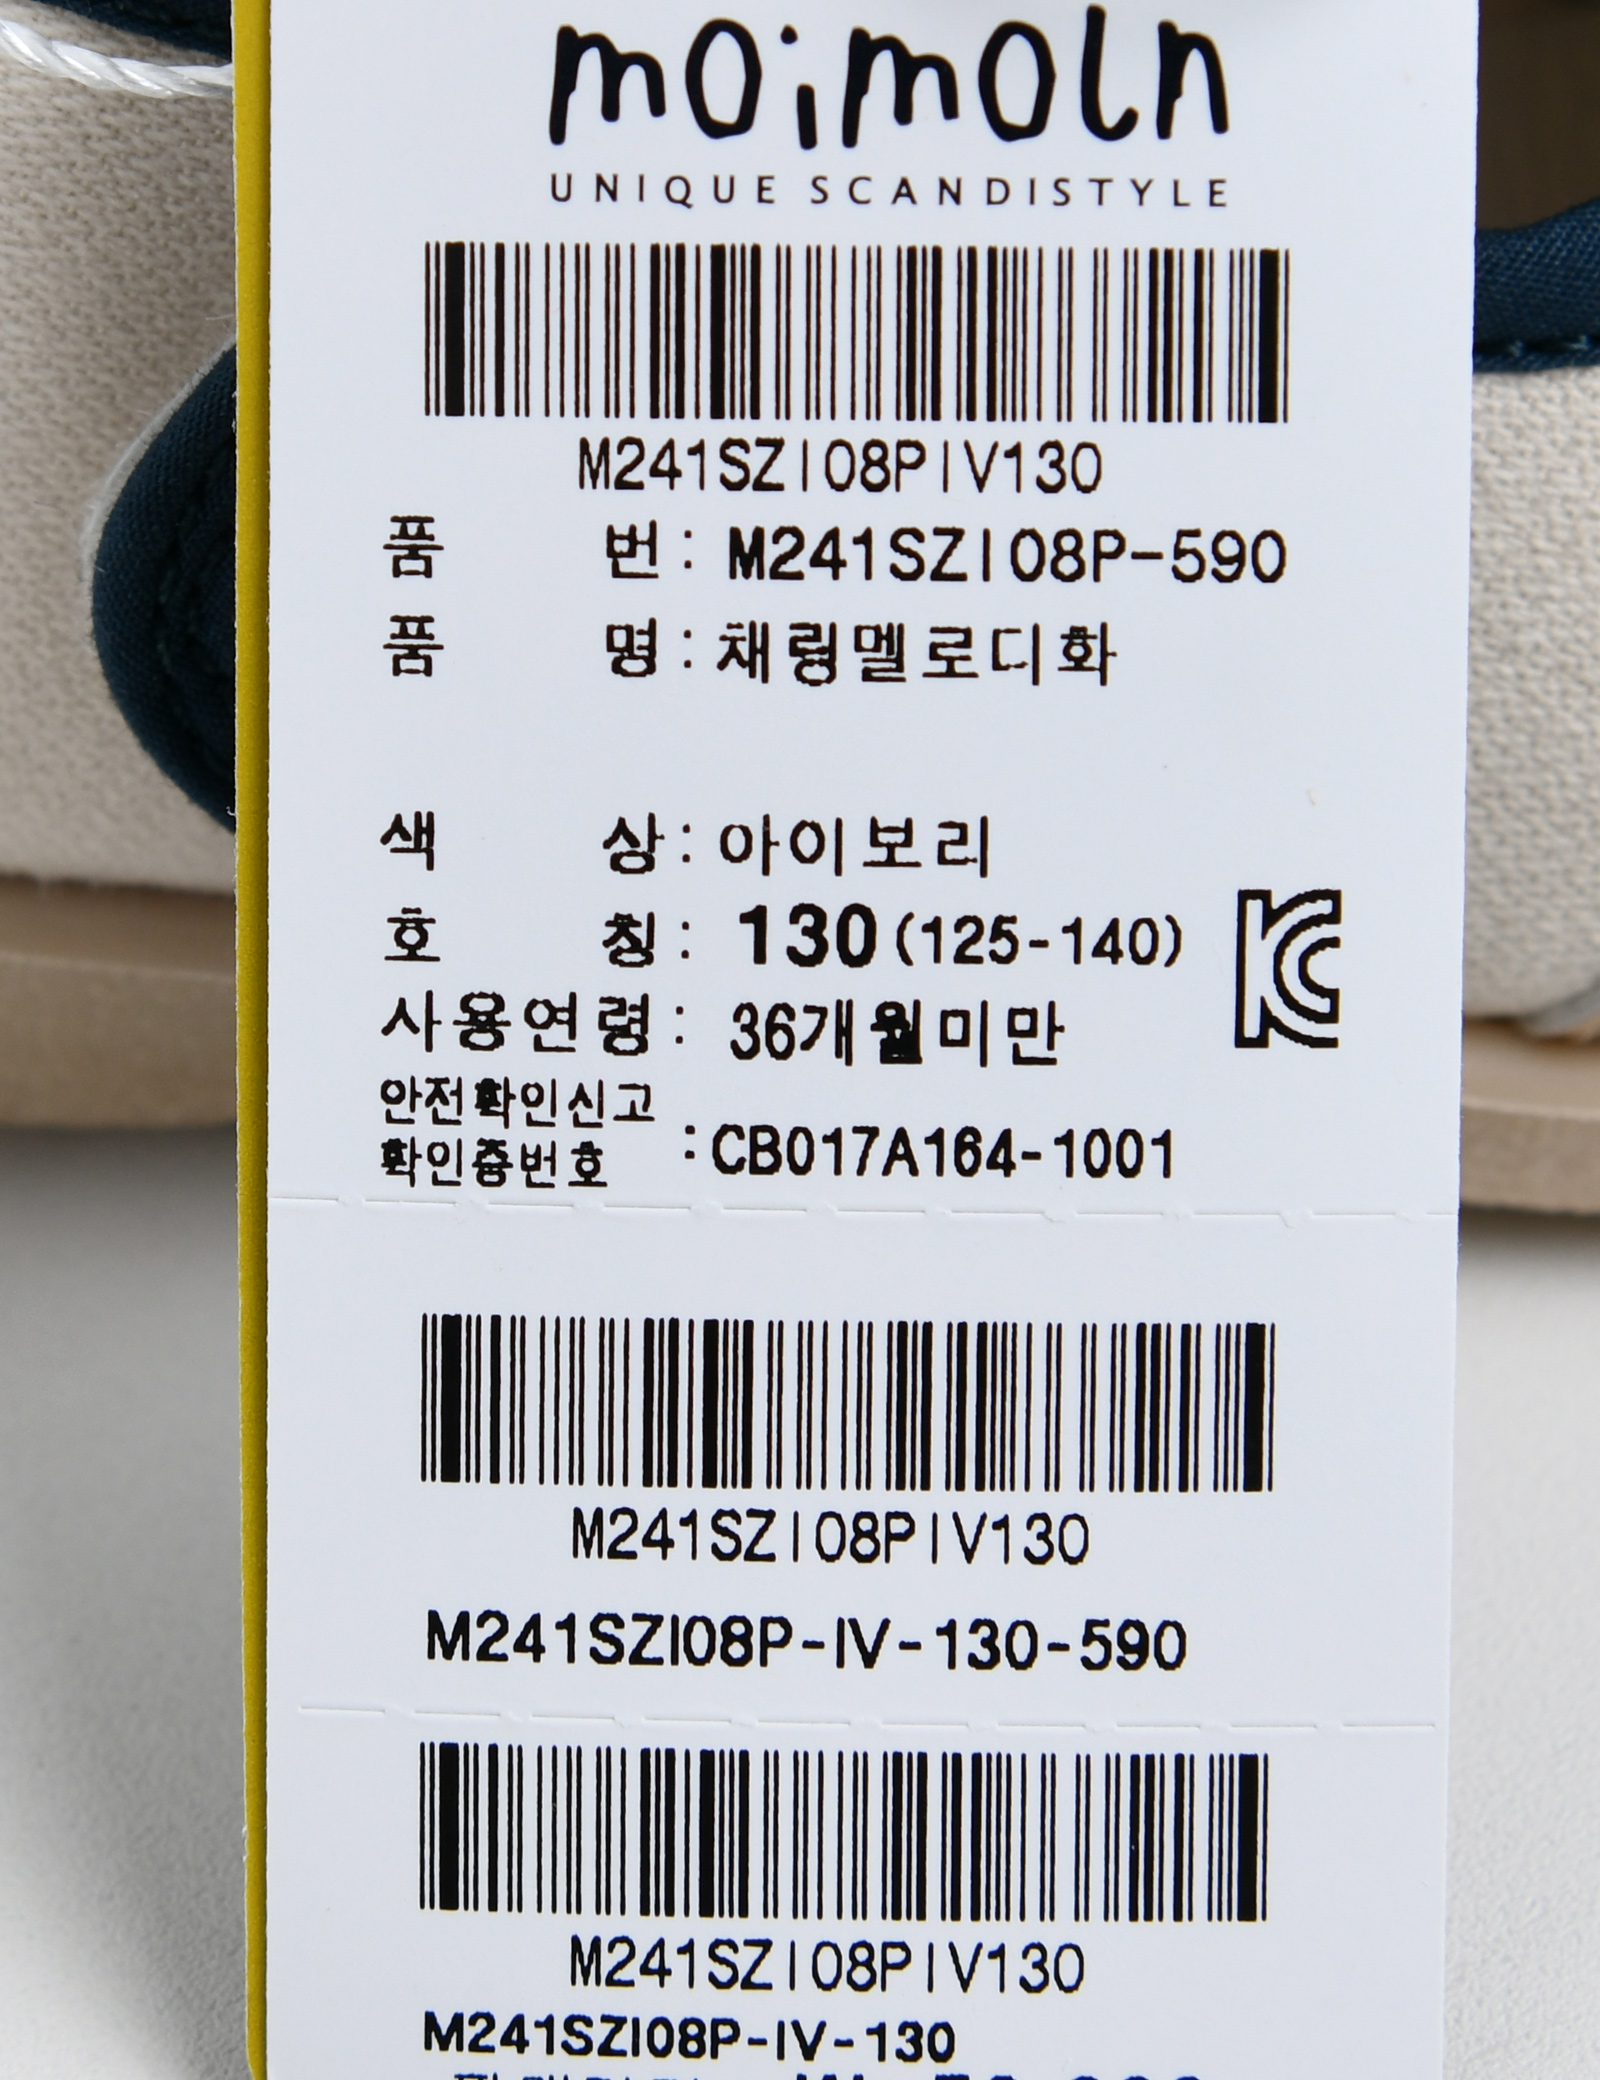 moimoln
UNIQUE SCANDISTYLE
M241SZI08PIV130
품 번 : M241SZI08P-590
품 명 : 채링멜로디화
색 상 : 아이보리
호 칭 : 130 (125-140)
사용연령 : 36개월미만
안전확인신고
확인증번호 : CB017A164-1001
KC
M241SZI08PIV130
M241SZI08P-IV-130-590
M241SZI08PIV130
M241SZI08P-IV-130